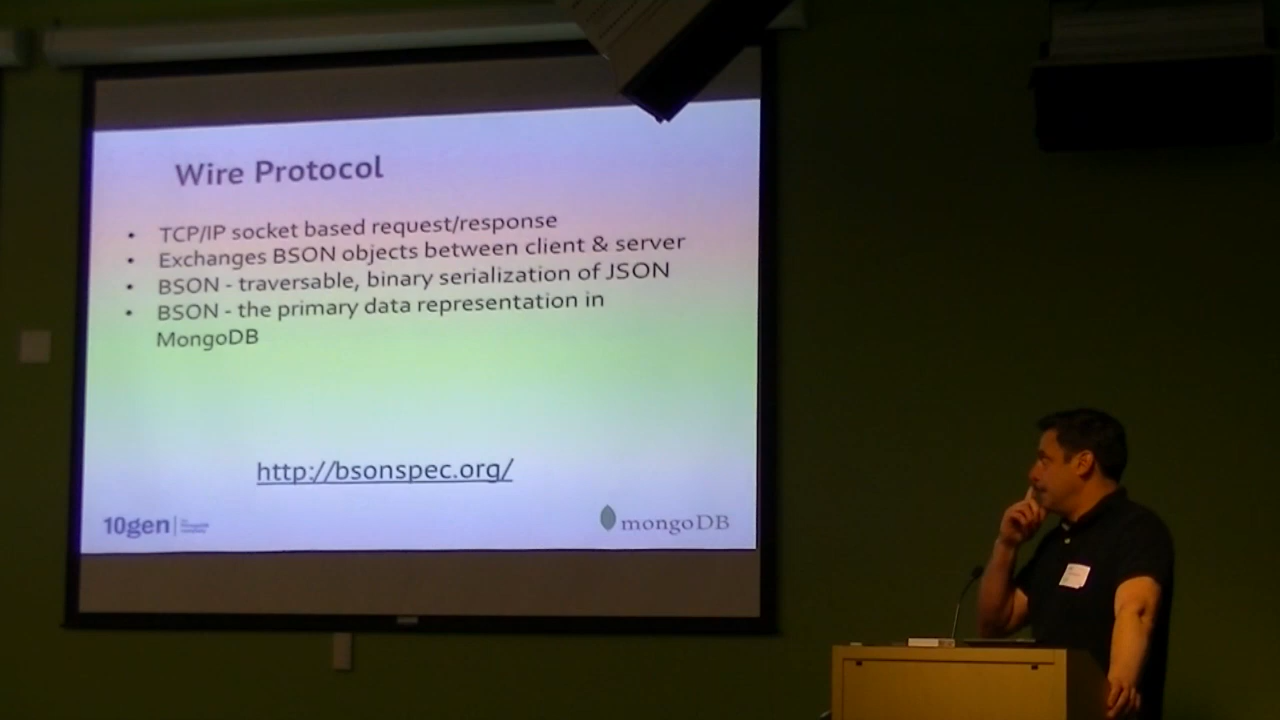 Wire Protocol
• TCP/IP socket based request/response
• Exchanges BSON objects between client & server
• BSON - traversable, binary serialization of JSON
• BSON - the primary data representation in
MongoDB
http://bsonspec.org/
10gen
mongoDB